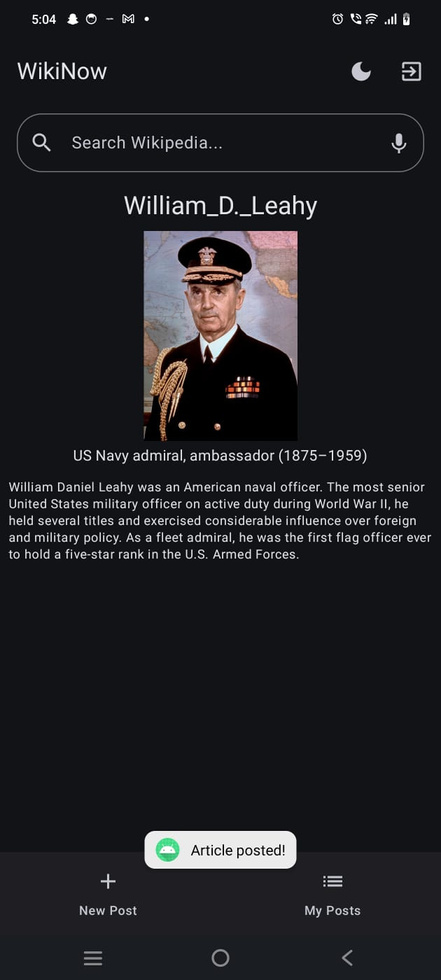 5:04
WikiNow
Search Wikipedia...
William_D._Leahy
US Navy admiral, ambassador (1875–1959)
William Daniel Leahy was an American naval officer. The most senior
United States military officer on active duty during World War II, he
held several titles and exercised considerable influence over foreign
and military policy. As a fleet admiral, he was the first flag officer ever
to hold a five-star rank in the U.S. Armed Forces.
Article posted!
New Post
My Posts